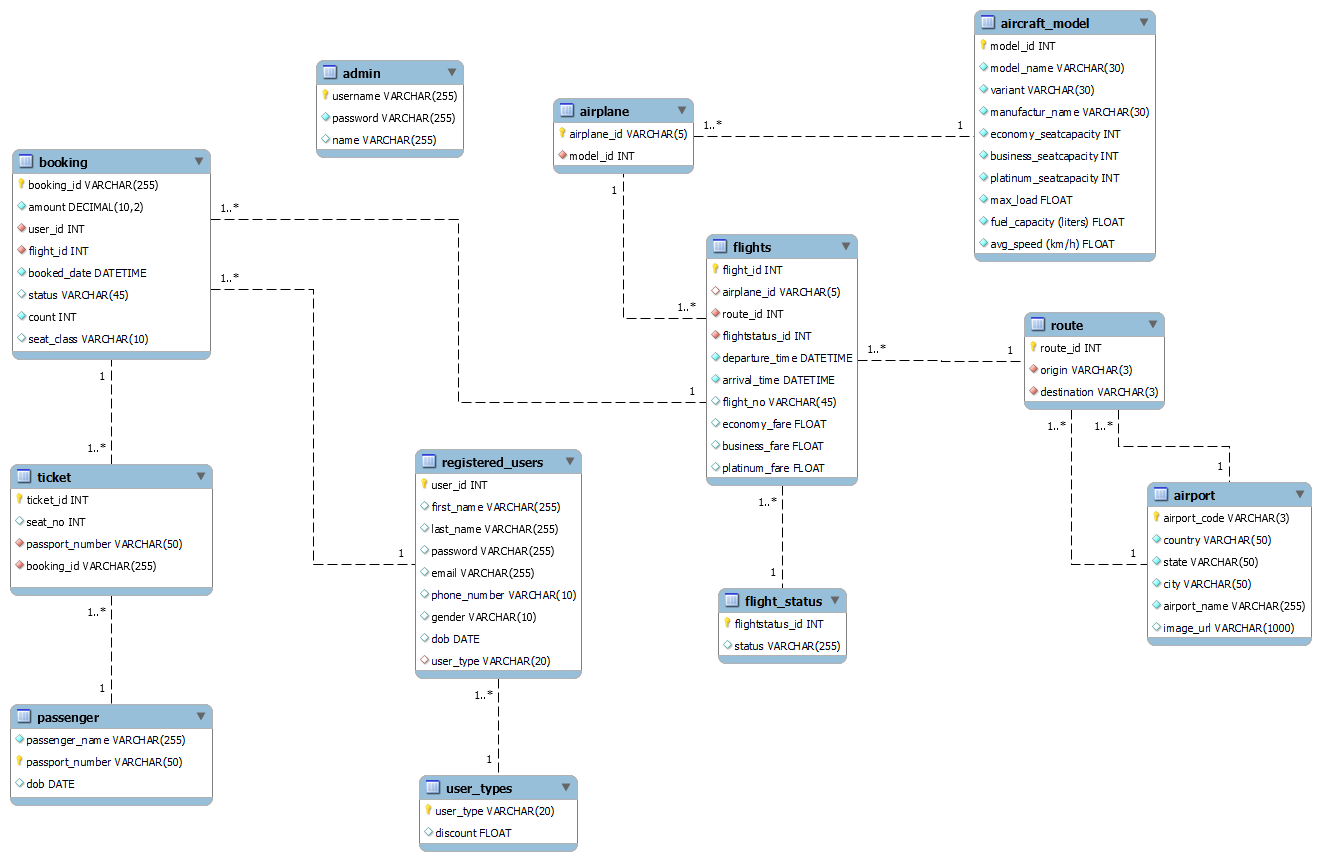 aircraft_model
model_id INT
model_name VARCHAR(30)
variant VARCHAR(30)
manufactur_name VARCHAR(30)
economy_seatcapacity INT
business_seatcapacity INT
platinum_seatcapacity INT
max_load FLOAT
fuel_capacity (liters) FLOAT
avg_speed (km/h) FLOAT
admin
username VARCHAR(255)
password VARCHAR(255)
name VARCHAR(255)
airplane
airplane_id VARCHAR(5)
model_id INT
1..*
1
1
1..*
booking
booking_id VARCHAR(255)
amount DECIMAL(10,2)
user_id INT
flight_id INT
booked_date DATETIME
status VARCHAR(45)
count INT
seat_class VARCHAR(10)
1..*
1..*
1
1..*
1
1
flights
flight_id INT
airplane_id VARCHAR(5)
route_id INT
flightstatus_id INT
departure_time DATETIME
arrival_time DATETIME
flight_no VARCHAR(45)
economy_fare FLOAT
business_fare FLOAT
platinum_fare FLOAT
1..*
1
1..*
1
route
route_id INT
origin VARCHAR(3)
destination VARCHAR(3)
1..*
1..*
1
1
airport
airport_code VARCHAR(3)
country VARCHAR(50)
state VARCHAR(50)
city VARCHAR(50)
airport_name VARCHAR(255)
image_url VARCHAR(1000)
ticket
ticket_id INT
seat_no INT
passport_number VARCHAR(50)
booking_id VARCHAR(255)
1..*
1
registered_users
user_id INT
first_name VARCHAR(255)
last_name VARCHAR(255)
password VARCHAR(255)
email VARCHAR(255)
phone_number VARCHAR(10)
gender VARCHAR(10)
dob DATE
user_type VARCHAR(20)
1..*
1
flight_status
flightstatus_id INT
status VARCHAR(255)
passenger
passenger_name VARCHAR(255)
passport_number VARCHAR(50)
dob DATE
user_types
user_type VARCHAR(20)
discount FLOAT